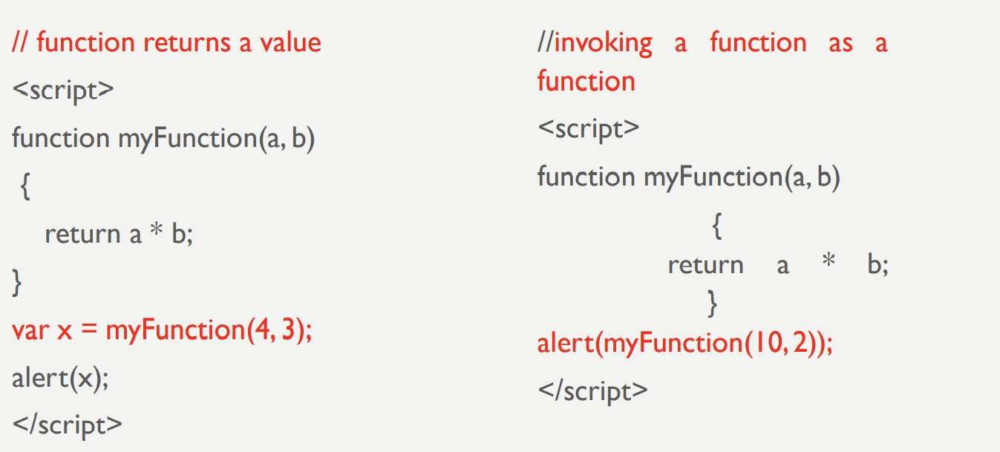 // function returns a value
<script>
function myFunction(a, b)
{
return a * b;
}
var x = myFunction(4, 3);
alert(x);
</script>
//invoking a function as a
function
<script>
function myFunction(a, b)
{
return a * b;
}
alert(myFunction(10, 2));
</script>